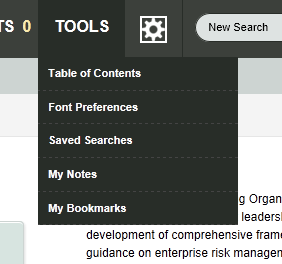 TS 0 TOOLS New Search
Table of Contents
Font Preferences
Saved Searches
My Notes
My Bookmarks
g Organ
leadersh
development of comprehensive frame
guidance on enterprise risk managem